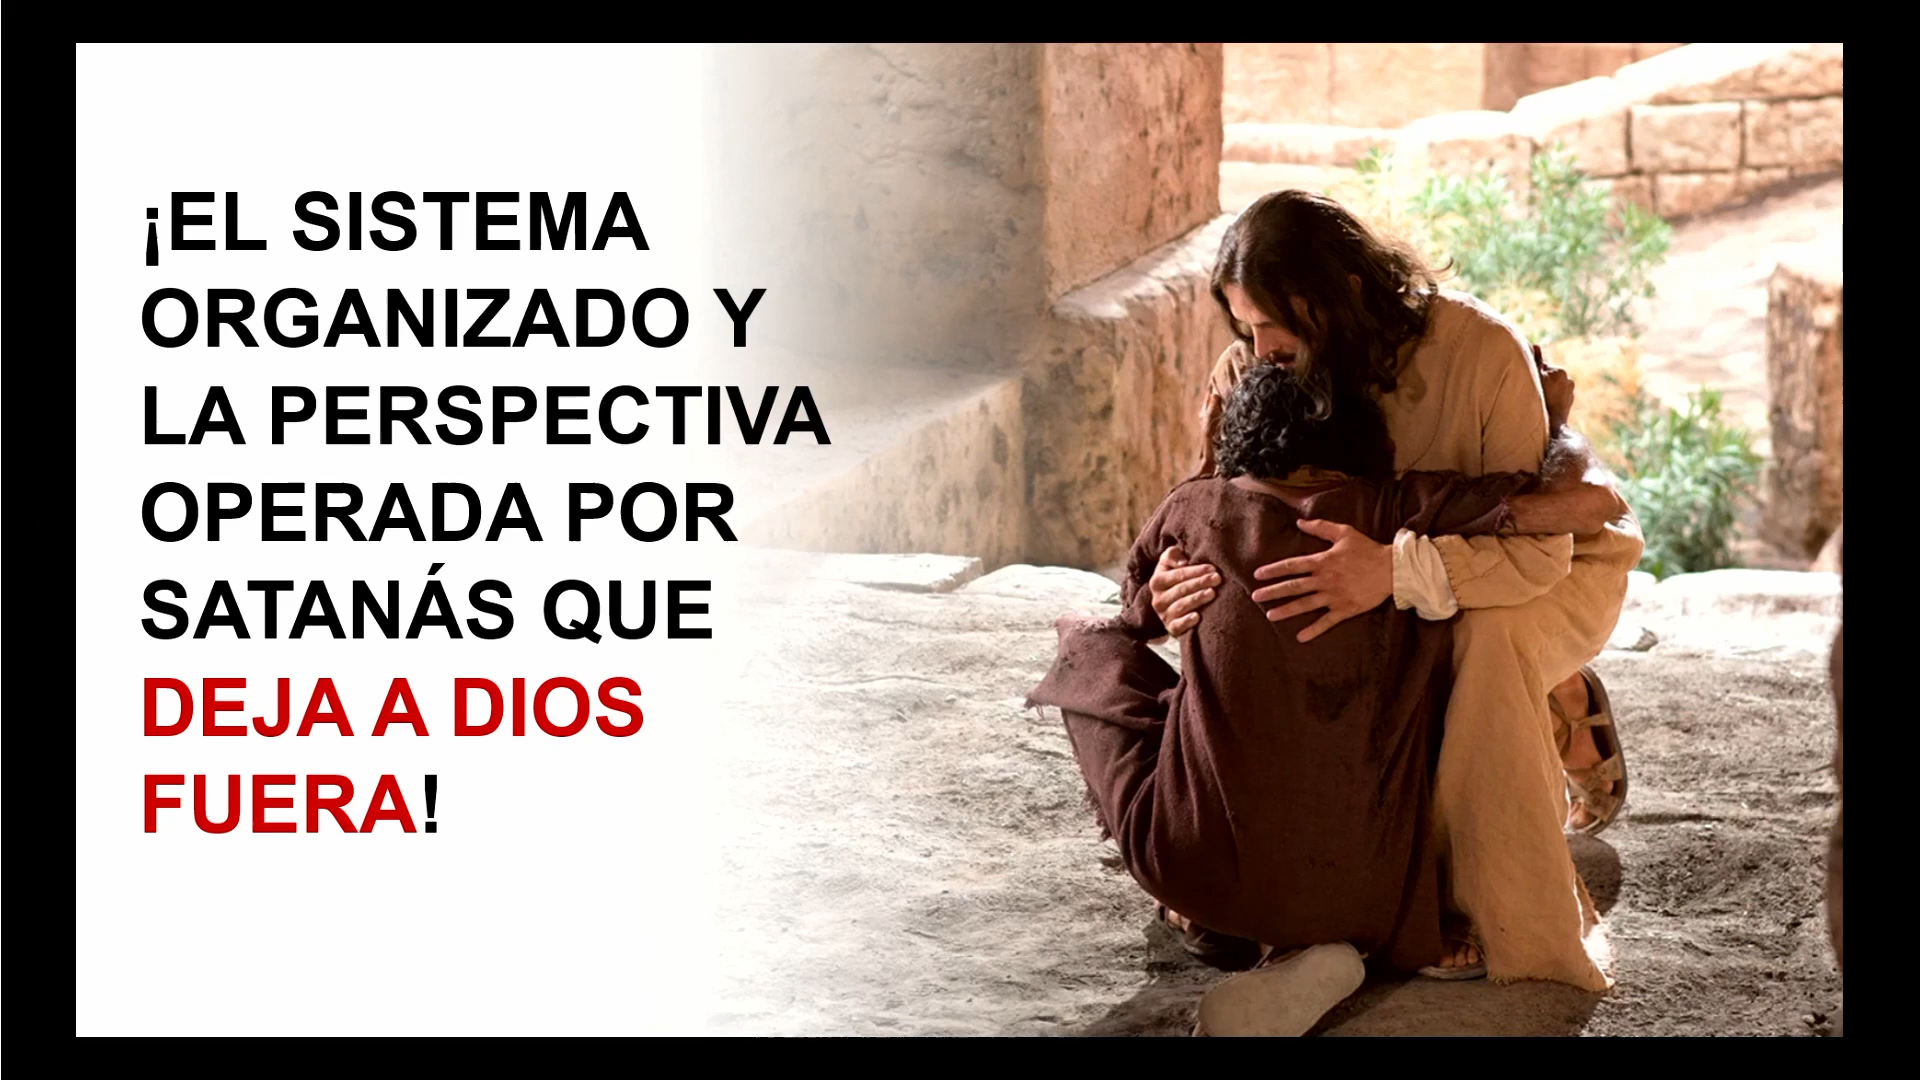 ¡EL SISTEMA
ORGANIZADO Y
LA PERSPECTIVA
OPERADA POR
SATANÁS QUE
DEJA A DIOS
FUERA!